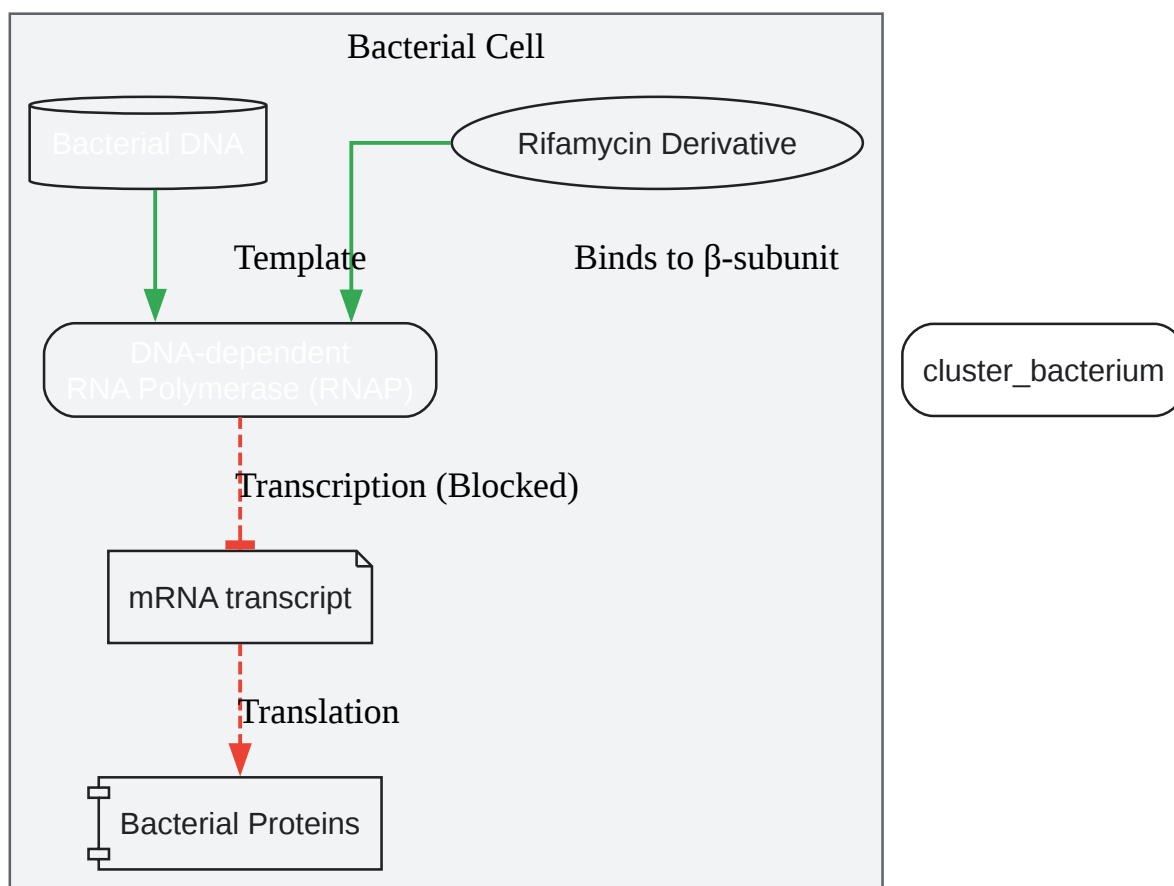 Bacterial Cell
Bacterial DNA
Rifamycin Derivative
Template
Binds to β-subunit
DNA-dependent
RNA Polymerase (RNAP)
cluster_bacterium
Transcription (Blocked)
mRNA transcript
Translation
Bacterial Proteins